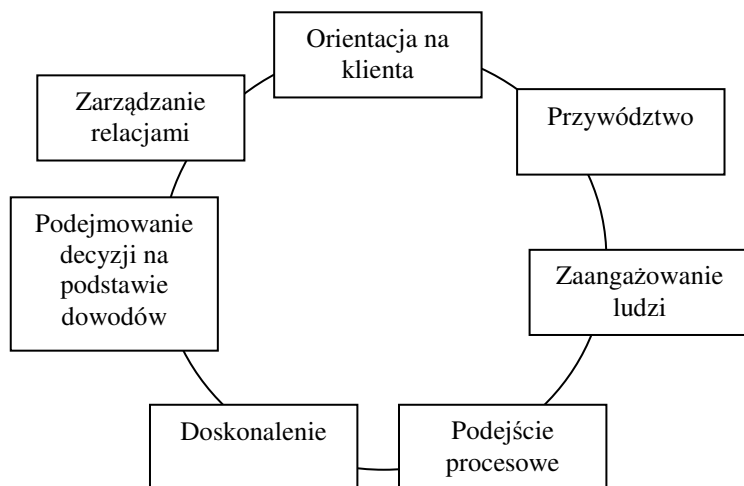 Orientacja na
klienta
Przywództwo
Zaangażowanie
ludzi
Podejście
procesowe
Doskonalenie
Podejmowanie
decyzji na
podstawie
dowodów
Zarządzanie
relacjami